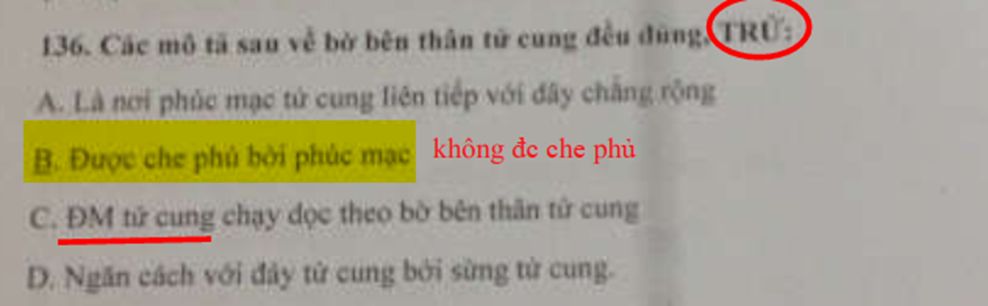 136. Các mô tả sau về bờ bên thân tử cung đều đúng, TRỪ:
A. Là nơi phúc mạc tử cung liên tiếp với dây chằng rộng
B. Được che phủ bởi phúc mạc không đc che phủ
C. ĐM tử cung chạy dọc theo bờ bên thân tử cung
D. Ngăn cách với đáy tử cung bởi sừng tử cung.